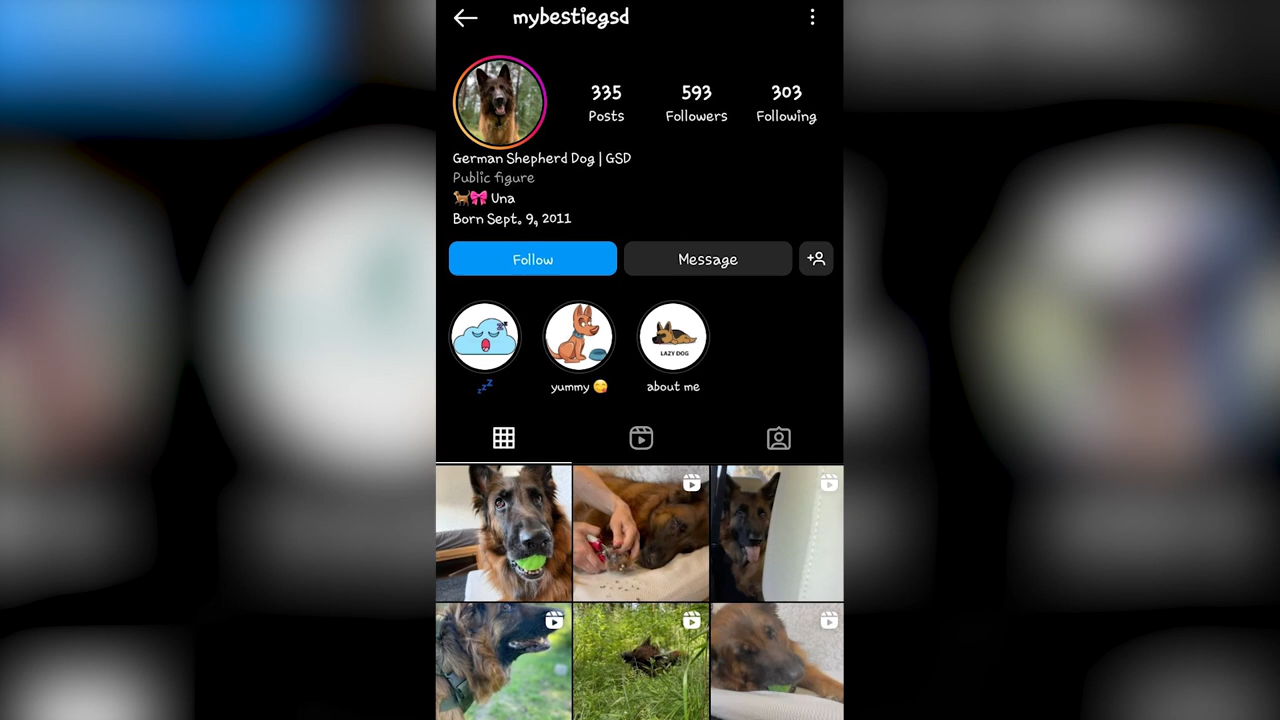 mybestiegsd
335 593 303
Posts Followers Following
German Shepherd Dog | GSD
Public figure
🐕🎀 Una
Born Sept. 9, 2011
Follow Message
LAZY DOG
💤 yummy 😋 about me